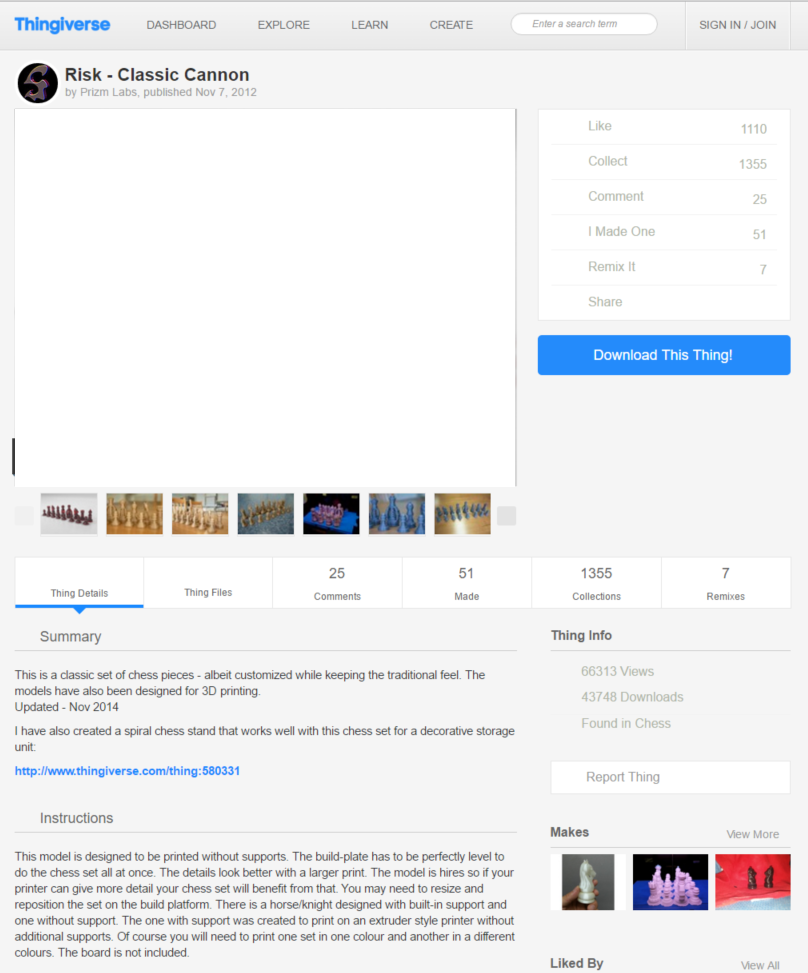 Thingiverse
DASHBOARD
EXPLORE
LEARN
CREATE
Enter a search term
SIGN IN / JOIN
Risk - Classic Cannon
by Prizm Labs, published Nov 7, 2012
Like 1110
Collect 1355
Comment 25
I Made One 51
Remix It 7
Share
Download This Thing!
Thing Details
Thing Files
25
Comments
51
Made
1355
Collections
7
Remixes
Summary
This is a classic set of chess pieces - albeit customized while keeping the traditional feel. The
models have also been designed for 3D printing.
Updated - Nov 2014
I have also created a spiral chess stand that works well with this chess set for a decorative storage
unit:
http://www.thingiverse.com/thing:580331
Instructions
This model is designed to be printed without supports. The build-plate has to be perfectly level to
do the chess set all at once. The details look better with a larger print. The model is hires so if your
printer can give more detail your chess set will benefit from that. You may need to resize and
reposition the set on the build platform. There is a horse/knight designed with built-in support and
one without support. The one with support was created to print on an extruder style printer without
additional supports. Of course you will need to print one set in one colour and another in a different
colours. The board is not included.
Thing Info
66313 Views
43748 Downloads
Found in Chess
Report Thing
Makes
View More
Liked By
View All